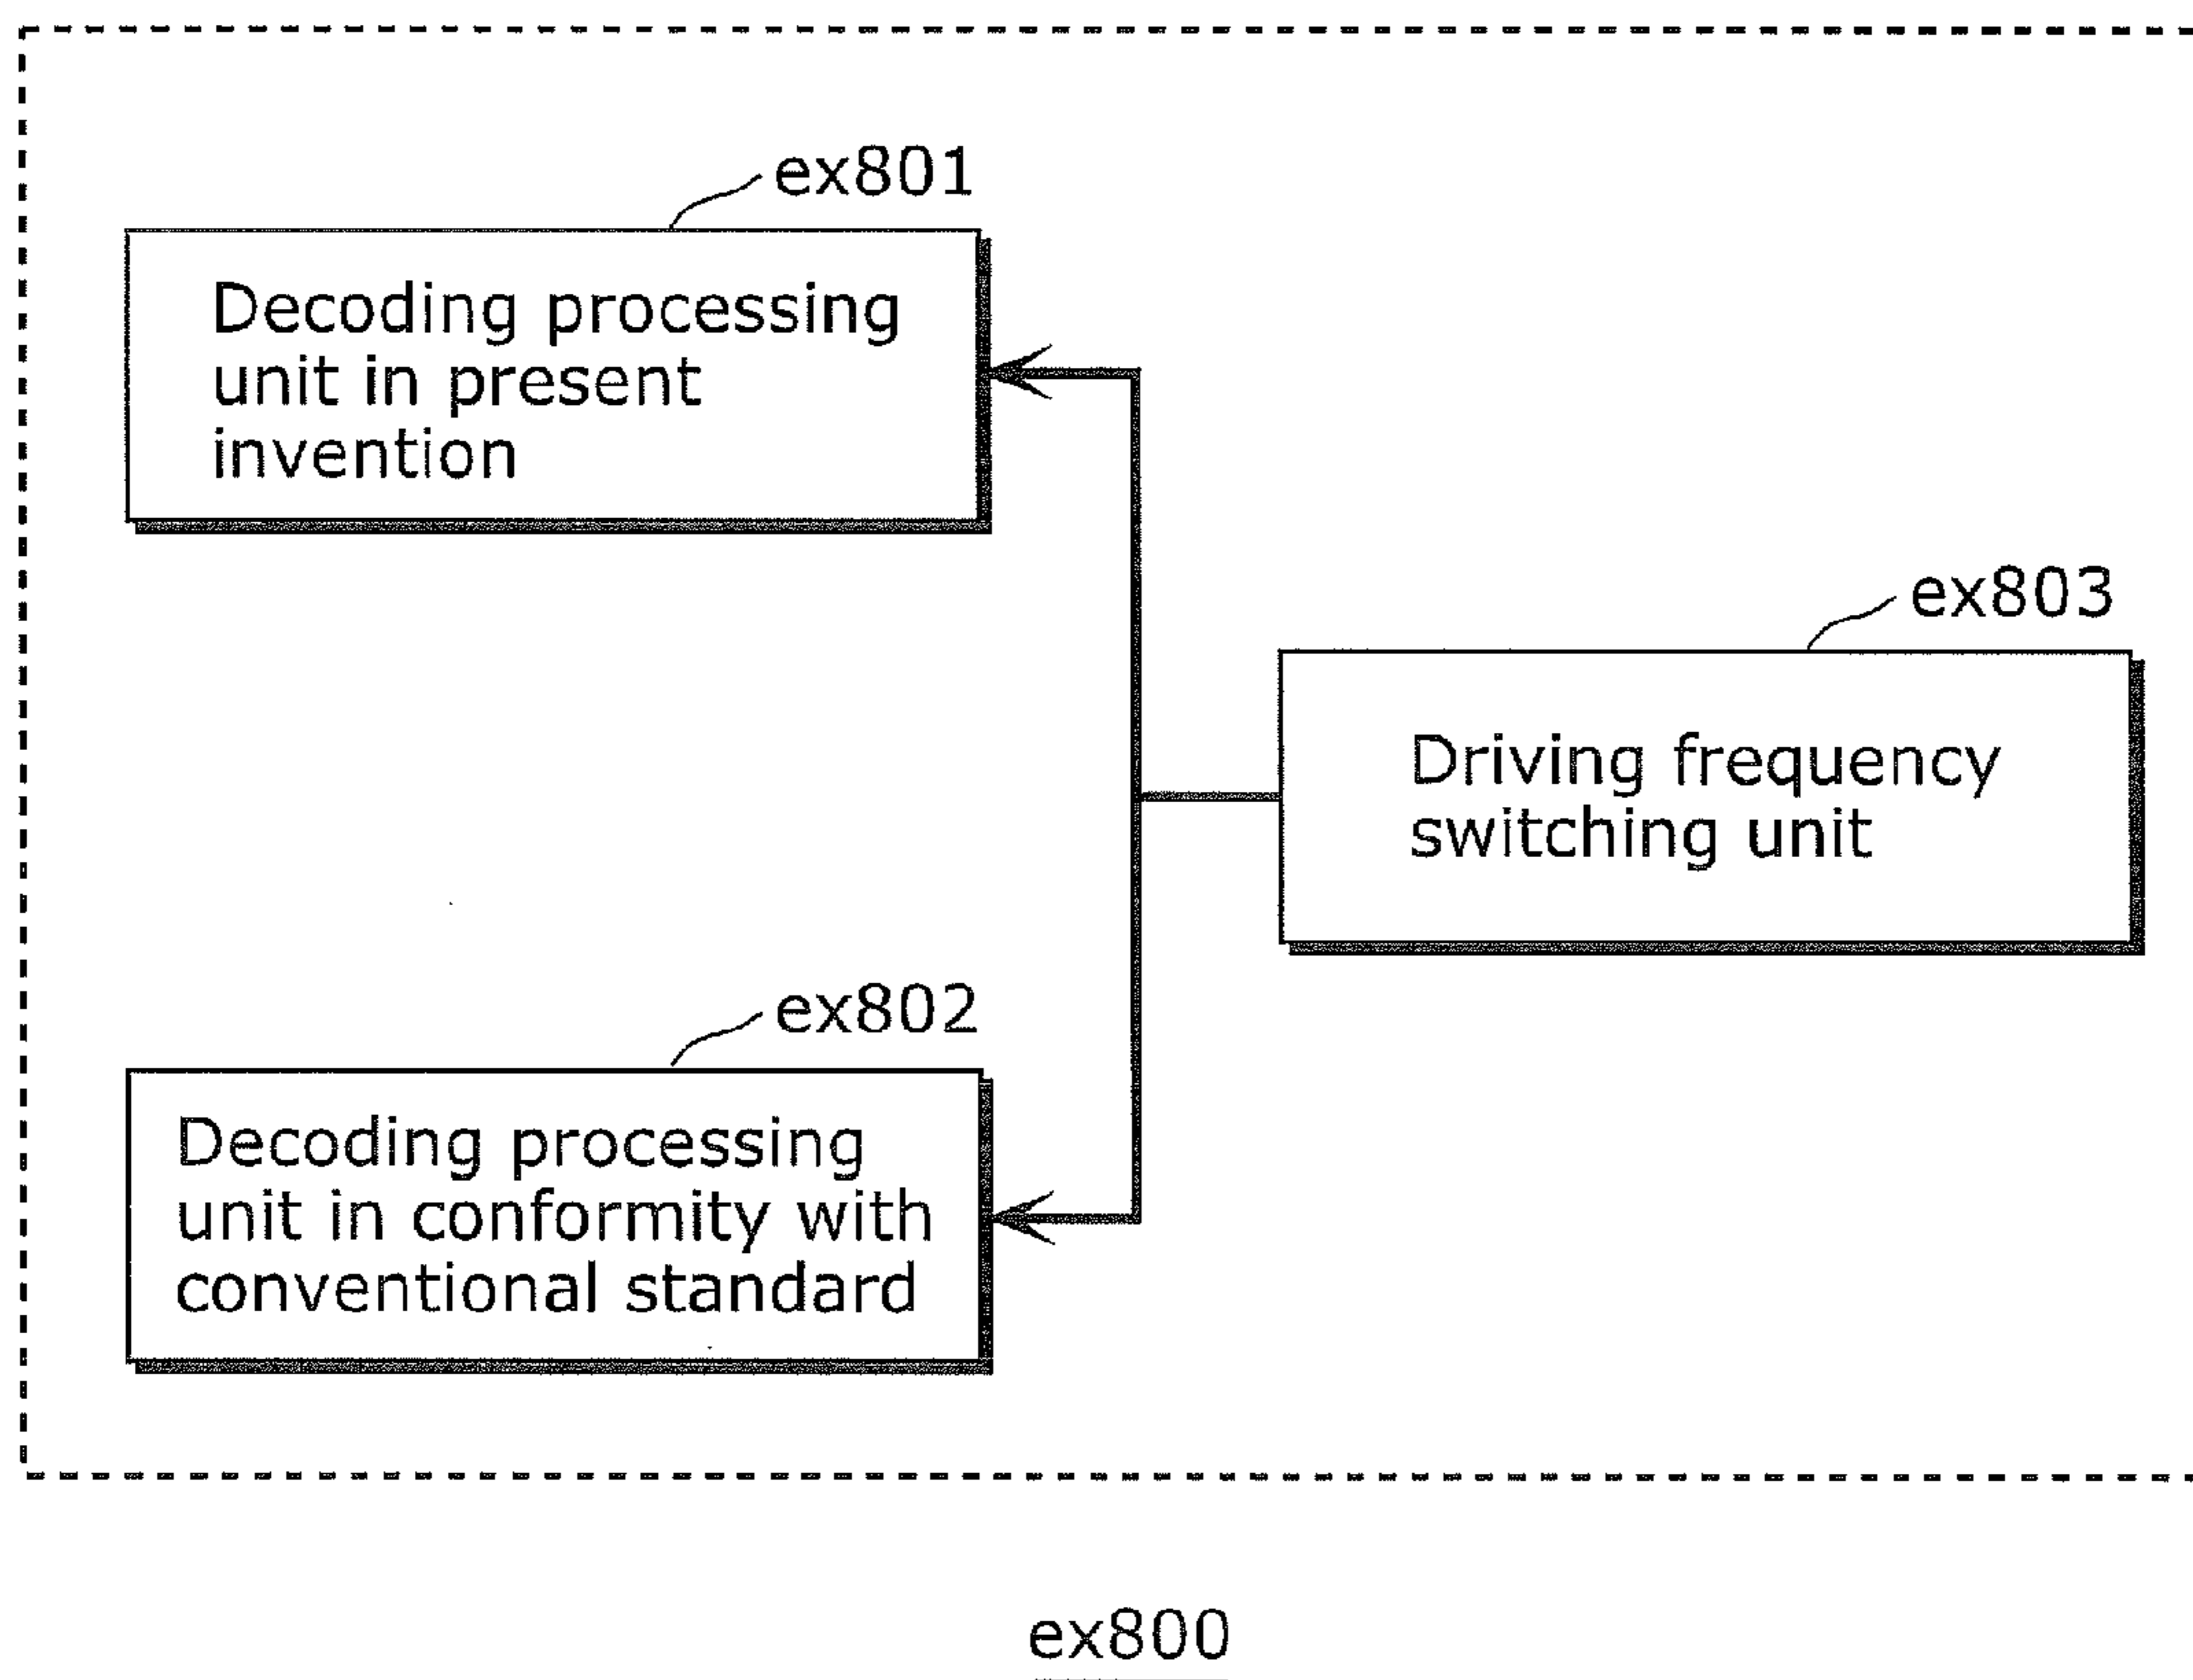 ex801
Decoding processing
unit in present
invention
ex803
Driving frequency
switching unit
ex802
Decoding processing
unit in conformity with
conventional standard
ex800